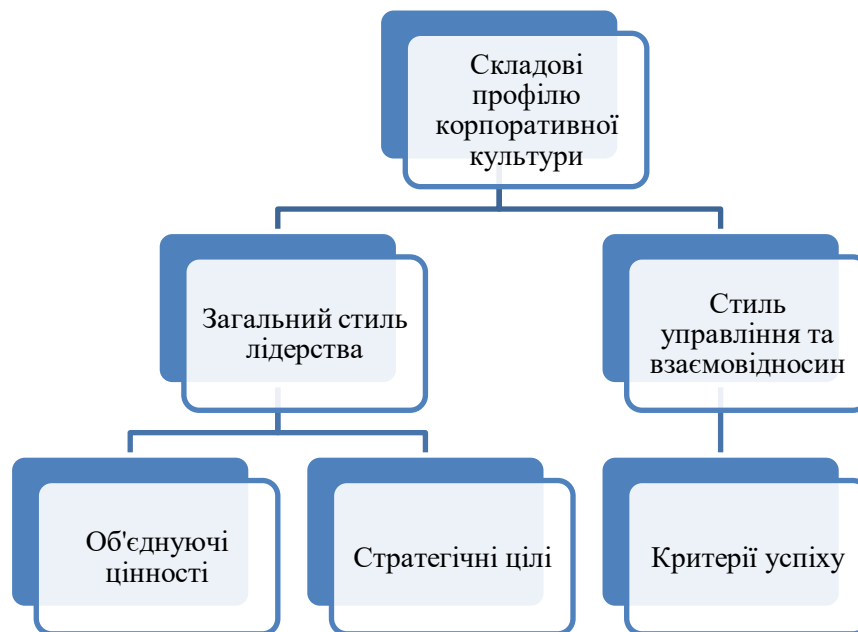 Складові
профілю
корпоративної
культури
Загальний стиль
лідерства
Стиль
управління та
взаємовідносин
Об'єднуючі
цінності
Стратегічні цілі
Критерії успіху